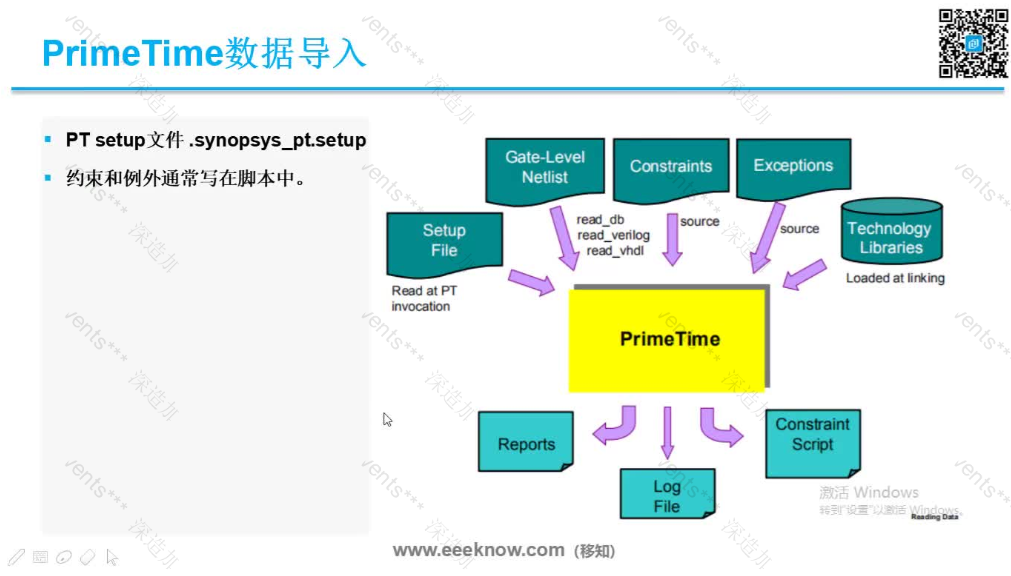 PrimeTime数据导入
PT setup文件 .synopsys_pt.setup
约束和例外通常写在脚本中。
Gate-Level
Netlist
Constraints
Exceptions
Setup
File
read_db
read_verilog
read_vhdl
source
source
Technology
Libraries
Read at PT
invocation
Loaded at linking
PrimeTime
Reports
Log
File
Constraint
Script
激活 Windows
转到"设置"以激活 Windows。
Reading Data
www.eeeknow.com（移知）